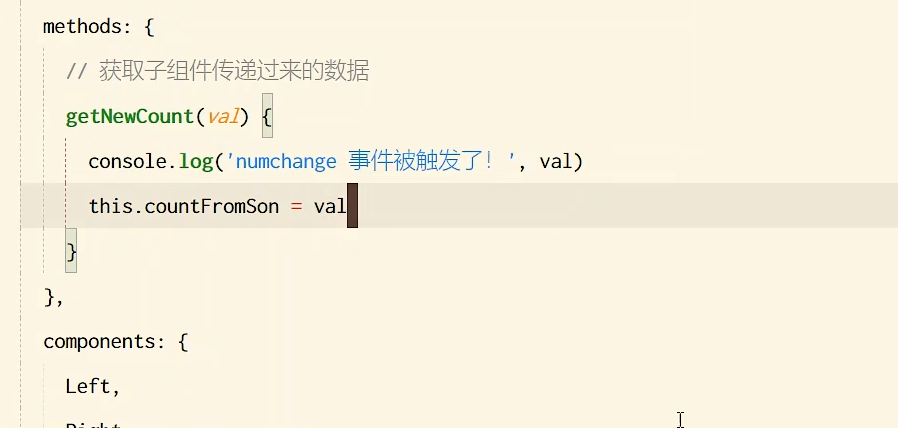 methods: {
// 获取子组件传递过来的数据
getNewCount(val) {
console.log('numchange 事件被触发了！', val)
this.countFromSon = val
}
},
components: {
Left,